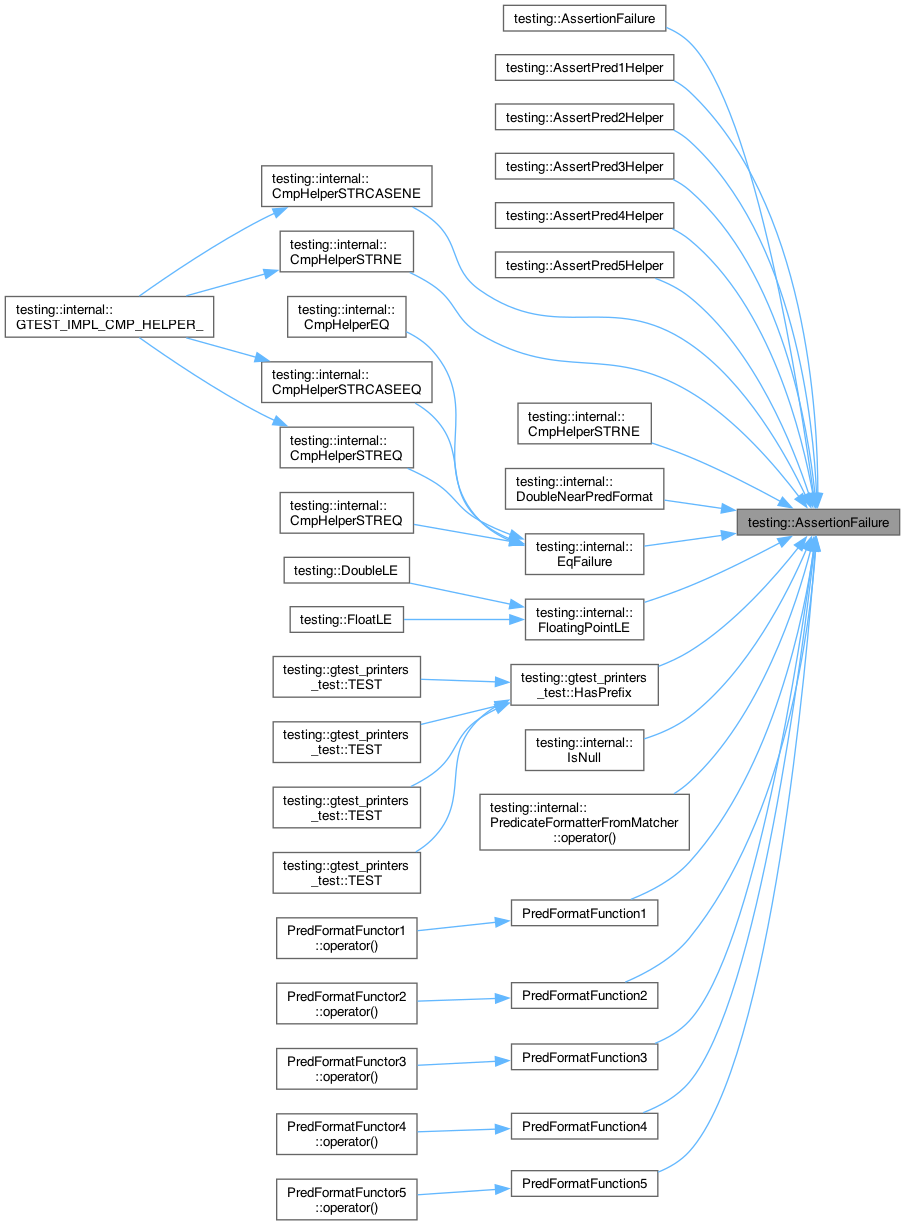 testing::AssertionFailure
testing::AssertPred1Helper
testing::AssertPred2Helper
testing::AssertPred3Helper
testing::AssertPred4Helper
testing::AssertPred5Helper
testing::internal::
CmpHelperSTRCASENE
testing::internal::
CmpHelperSTRNE
testing::internal::
GTEST_IMPL_CMP_HELPER_
testing::internal::
CmpHelperEQ
testing::internal::
CmpHelperSTRCASEEQ
testing::internal::
CmpHelperSTREQ
testing::internal::
CmpHelperSTREQ
testing::internal::
CmpHelperSTRNE
testing::internal::
DoubleNearPredFormat
testing::AssertionFailure
testing::internal::
EqFailure
testing::DoubleLE
testing::FloatLE
testing::internal::
FloatingPointLE
testing::gtest_printers
_test::TEST
testing::gtest_printers
_test::TEST
testing::gtest_printers
_test::TEST
testing::gtest_printers
_test::TEST
testing::gtest_printers
_test::HasPrefix
testing::internal::
IsNull
testing::internal::
PredicateFormatterFromMatcher
::operator()
PredFormatFunctor1
::operator()
PredFormatFunction1
PredFormatFunctor2
::operator()
PredFormatFunction2
PredFormatFunctor3
::operator()
PredFormatFunction3
PredFormatFunctor4
::operator()
PredFormatFunction4
PredFormatFunctor5
::operator()
PredFormatFunction5